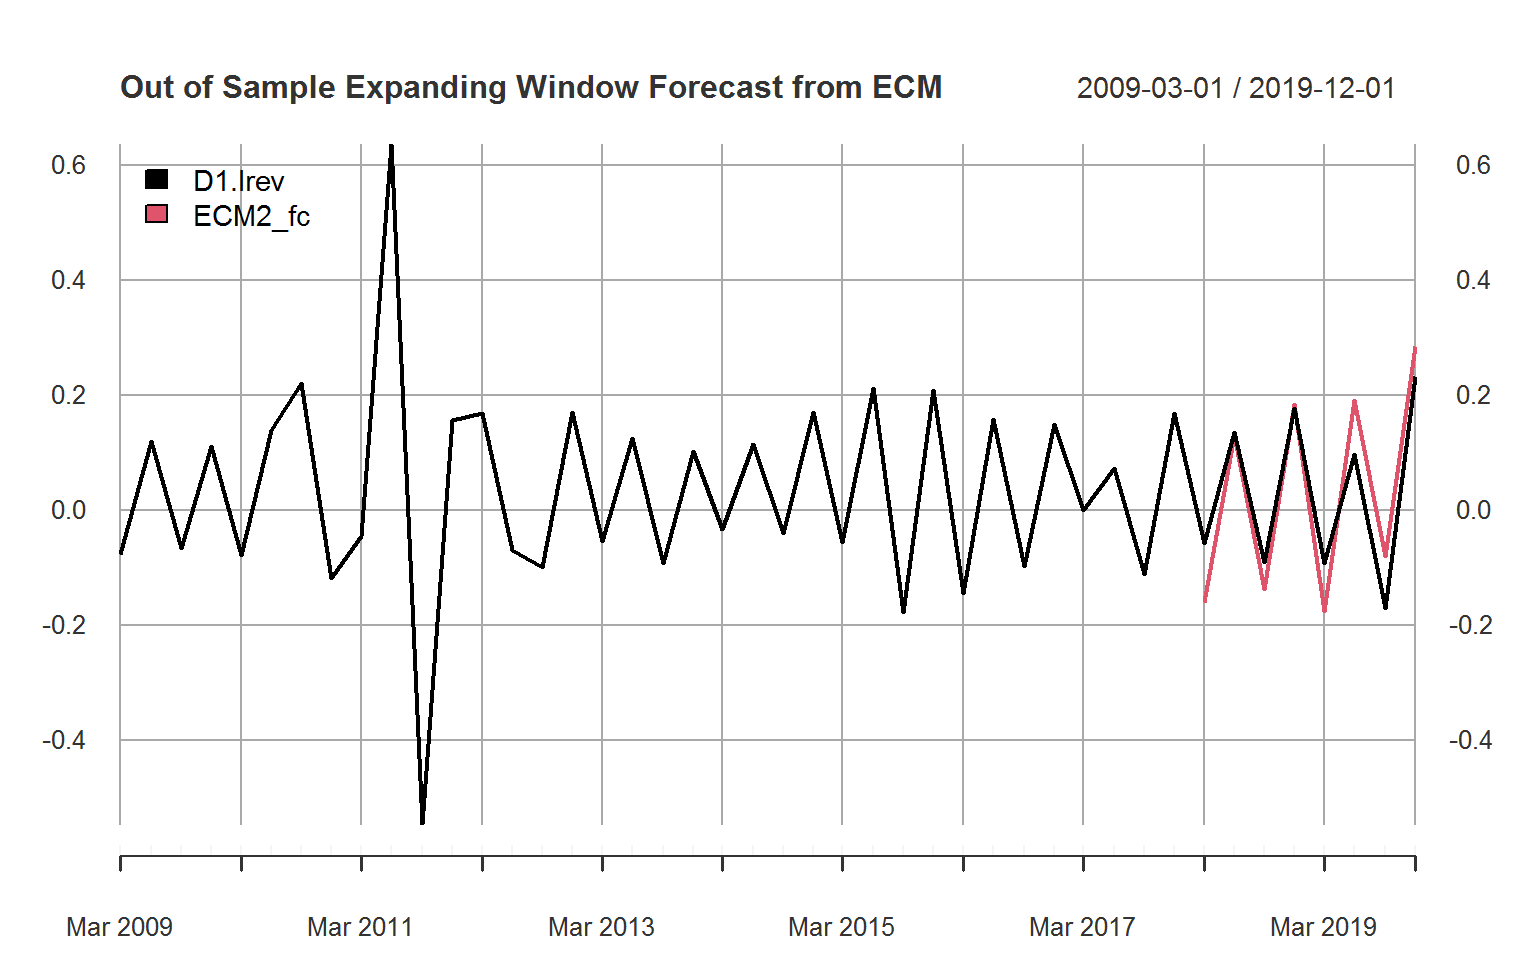 Out of Sample Expanding Window Forecast from ECM 2009-03-01 / 2019-12-01
0.6 0.6
D1.lrev
ECM2_fc
0.4 0.4
0.2 0.2
0.0 0.0
-0.2 -0.2
-0.4 -0.4
Mar 2009 Mar 2011 Mar 2013 Mar 2015 Mar 2017 Mar 2019